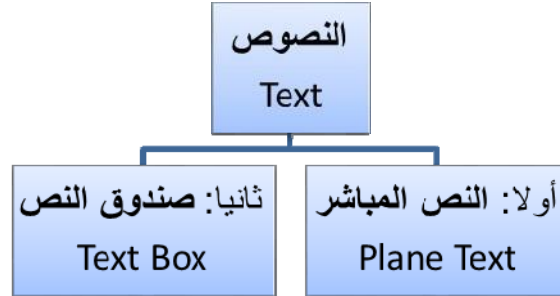 النصوص
Text
أولا: النص المباشر
Plane Text
ثانيا: صندوق النص
Text Box